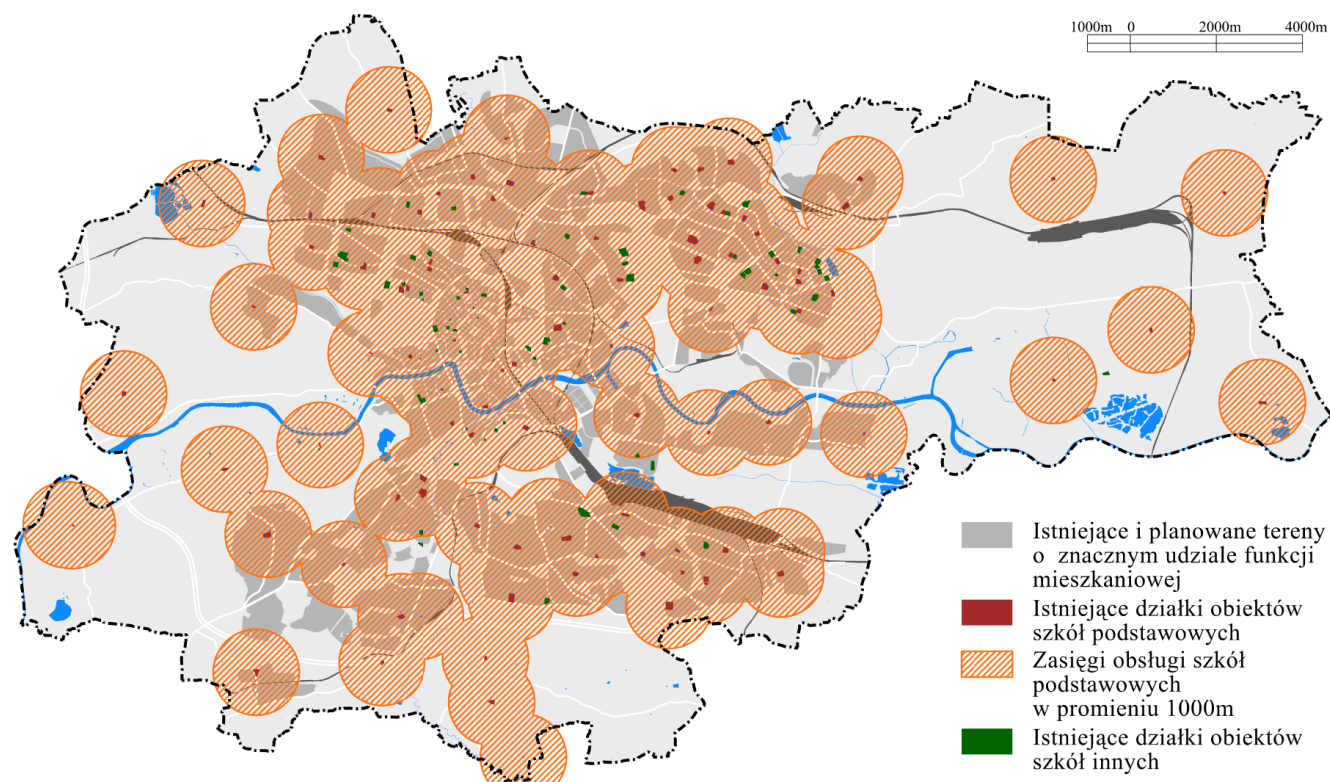 1000m 0 2000m 4000m
Istniejące i planowane tereny
o znacznym udziale funkcji
mieszkaniowej
Istniejące działki obiektów
szkół podstawowych
Zasięgi obsługi szkół
podstawowych
w promieniu 1000m
Istniejące działki obiektów
szkół innych